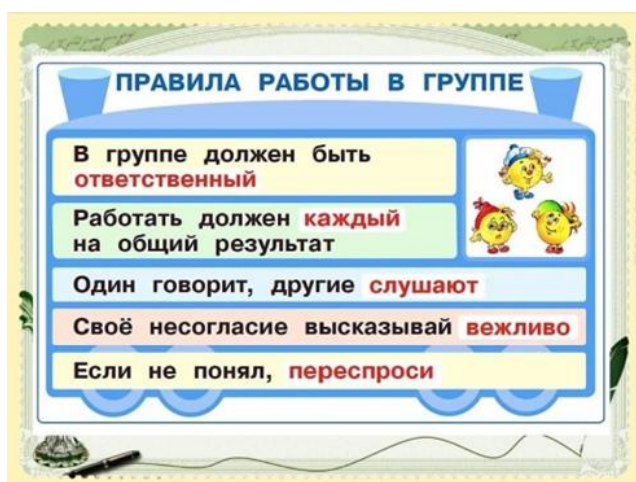 ПРАВИЛА РАБОТЫ В ГРУППЕ
В группе должен быть
ответственный
Работать должен каждый
на общий результат
Один говорит, другие слушают
Своё несогласие высказывай вежливо
Если не понял, переспроси